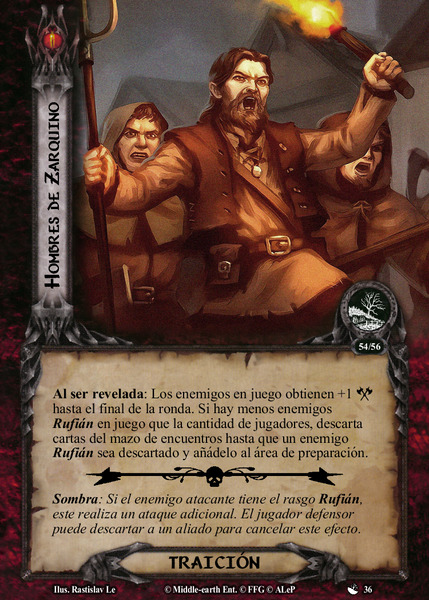 HOMBRES DE ZARQUINO
54/56
Al ser revelada: Los enemigos en juego obtienen +1
hasta el final de la ronda. Si hay menos enemigos
Rufián en juego que la cantidad de jugadores, descarta
cartas del mazo de encuentros hasta que un enemigo
Rufián sea descartado y añádelo al área de preparación.
Sombra: Si el enemigo atacante tiene el rasgo Rufián,
este realiza un ataque adicional. El jugador defensor
puede descartar a un aliado para cancelar este efecto.
TRAICIÓN
Ilus. Rastislav Le © Middle-earth Ent. © FFG © ALeP 36